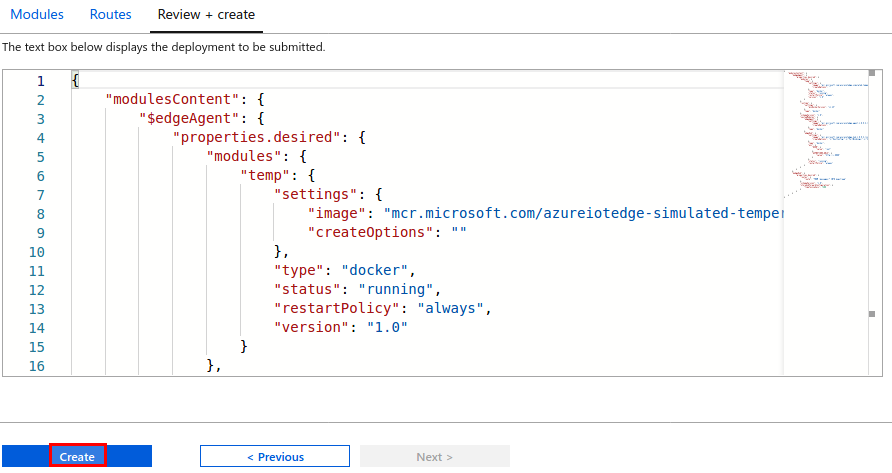 Modules Routes Review + create
The text box below displays the deployment to be submitted.
1 {
2 "modulesContent": {
3 "$edgeAgent": {
4 "properties.desired": {
5 "modules": {
6 "temp": {
7 "settings": {
8 "image": "mcr.microsoft.com/azureiotedge-simulated-temper
9 "createOptions": ""
10 },
11 "type": "docker",
12 "status": "running",
13 "restartPolicy": "always",
14 "version": "1.0"
15 }
16 },
Create < Previous Next >